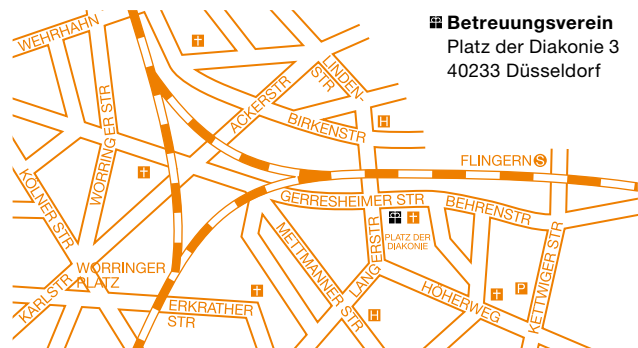 Betreuungsverein
Platz der Diakonie 3
40233 Düsseldorf
WEHRHAHN
LINDEN-
STR
ACKERSTR
BIRKENSTR
H
WORRINGER STR
FLINGERN S
KÖLNER STR
GERRESHEIMER STR
BEHRENSTR
PLATZ DER
DIAKONIE
METTMANNER STR
LANGERSTR
KETTWIGER STR
WORRINGER
PLATZ
KARLSTR
HÖHERWEG
P
ERKRATHER
STR
H